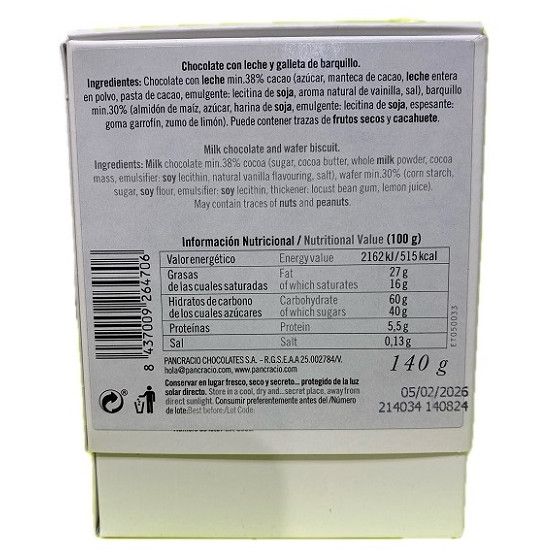 Chocolate con leche y galleta de barquillo.
Ingredientes: Chocolate con leche min.38% cacao (azúcar, manteca de cacao, leche entera
en polvo, pasta de cacao, emulgente: lecitina de soja, aroma natural de vainilla, sal), barquillo
min.30% (almidón de maíz, azúcar, harina de soja, emulgente: lecitina de soja, espesante:
goma garrofín, zumo de limón). Puede contener trazas de frutos secos y cacahuete.
Milk chocolate and wafer biscuit.
Ingredients: Milk chocolate min.38% cocoa (sugar, cocoa butter, whole milk powder, cocoa
mass, emulsifier: soy lecithin, natural vanilla flavouring, salt), wafer min.30% (corn starch,
sugar, soy flour, emulsifier: soy lecithin, thickener: locust bean gum, lemon juice).
May contain traces of nuts and peanuts.
Información Nutricional / Nutritional Value (100 g)
Valor energético Energy value 2162 kJ/515 kcal
Grasas Fat 27 g
de las cuales saturadas of which saturates 16 g
Hidratos de carbono Carbohydrate 60 g
de los cuales azúcares of which sugars 40 g
Proteínas Protein 5,5 g
Sal Salt 0,13 g
8 437009 264706
ET050033
PANCRACIO CHOCOLATES S.A. - R.G.S.E.A.A 25.002784/V.
hola@pancracio.com, www.pancracio.com
140 g
Conservar en lugar fresco, seco y secreto... protegido de la luz
solar directo. Store in a cool, dry and...secret place, away from
direct sunlight. Consumir preferentemente antes del/Número
de lote/Best before/Lot Code.
05/02/2026
214034 140824